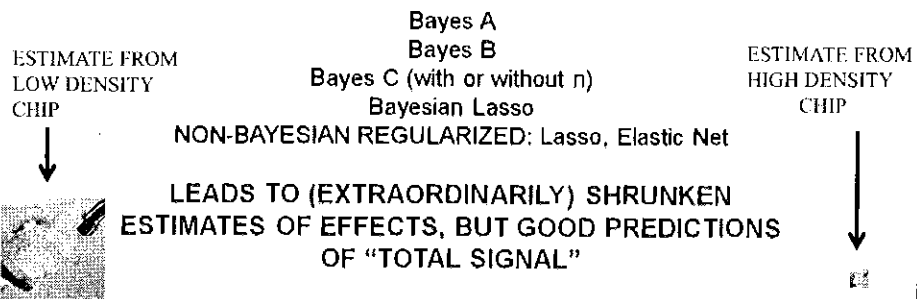 Bayes A
Bayes B
Bayes C (with or without π)
Bayesian Lasso
NON-BAYESIAN REGULARIZED: Lasso, Elastic Net
ESTIMATE FROM
LOW DENSITY
CHIP
ESTIMATE FROM
HIGH DENSITY
CHIP
LEADS TO (EXTRAORDINARILY) SHRUNKEN
ESTIMATES OF EFFECTS, BUT GOOD PREDICTIONS
OF “TOTAL SIGNAL”